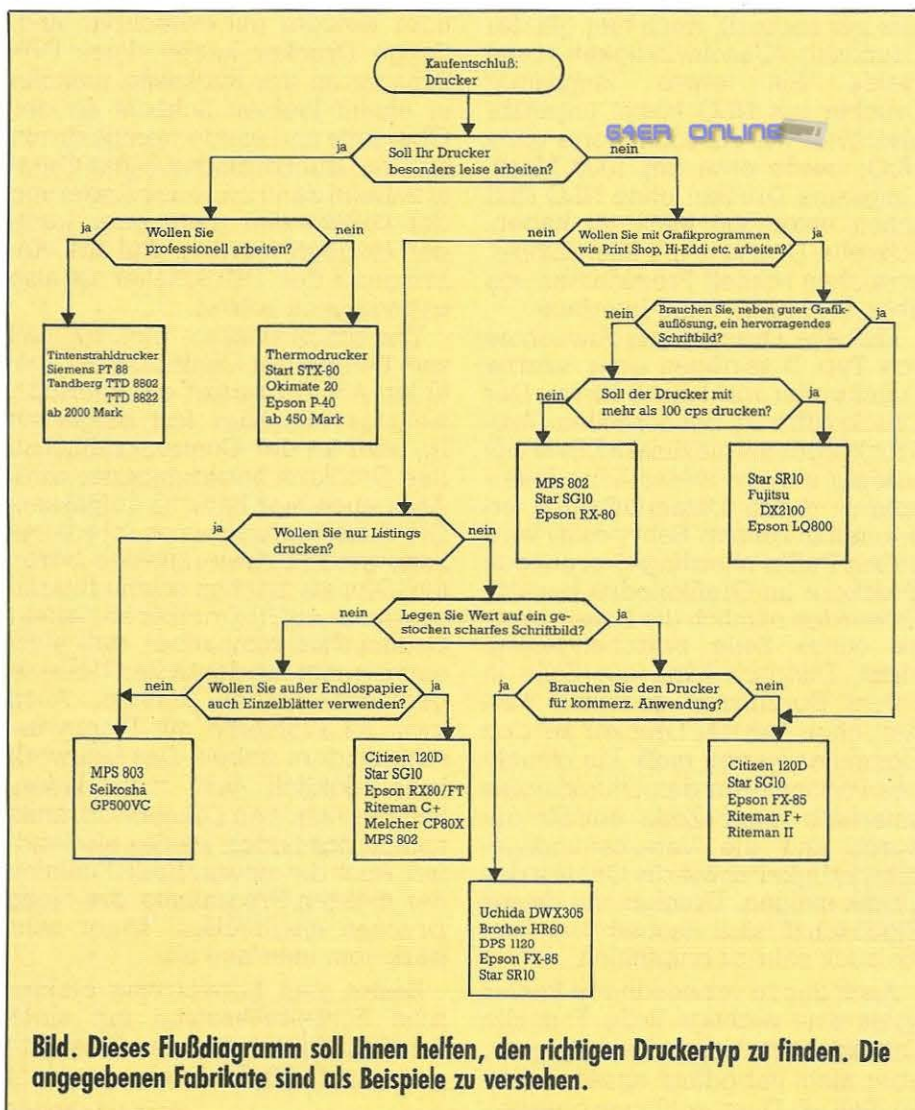 Kaufentschluß:
Drucker
64ER ONLINE
ja
nein
Soll Ihr Drucker
besonders leise arbeiten?
ja
Wollen Sie
professionell arbeiten?
nein
Wollen Sie mit Grafikprogrammen
wie Print Shop, Hi-Eddi etc. arbeiten?
ja
nein
Brauchen Sie, neben guter Grafik-
auflösung, ein hervorragendes
Schriftbild?
ja
Tintenstrahldrucker
Siemens PT 88
Tandberg TTD 8802
TTD 8822
ab 2000 Mark
Thermodrucker
Start STX-80
Okimate 20
Epson P-40
ab 450 Mark
nein
Soll der Drucker mit
mehr als 100 cps drucken?
ja
MPS 802
Star SG10
Epson RX-80
Star SR10
Fujitsu
DX2100
Epson LQ800
ja
Wollen Sie nur Listings
drucken?
nein
nein
Legen Sie Wert auf ein ge-
stochen scharfes Schriftbild?
ja
nein
Wollen Sie außer Endlospapier
auch Einzelblätter verwenden?
ja
ja
Brauchen Sie den Drucker
für kommerz. Anwendung?
nein
MPS 803
Seikosha
GP500VC
Citizen 120D
Star SG10
Epson RX80/FT
Riteman C+
Melcher CP80X
MPS 802
Citizen 120D
Star SG10
Epson FX-85
Riteman F+
Riteman II
Uchida DWX305
Brother HR60
DPS 1120
Epson FX-85
Star SR10
Bild. Dieses Flußdiagramm soll Ihnen helfen, den richtigen Druckertyp zu finden. Die
angegebenen Fabrikate sind als Beispiele zu verstehen.